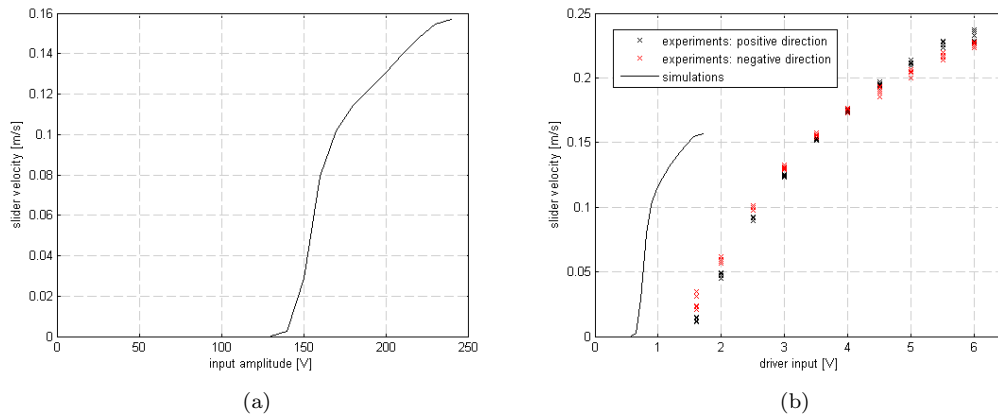 0.16
0.14
0.12
0.1
0.08
0.06
0.04
0.02
0
slider velocity [m/s]
0 50 100 150 200 250
input amplitude [V]
(a)
0.25
0.2
0.15
0.1
0.05
0
slider velocity [m/s]
experiments: positive direction
experiments: negative direction
simulations
0 1 2 3 4 5 6
driver input [V]
(b)